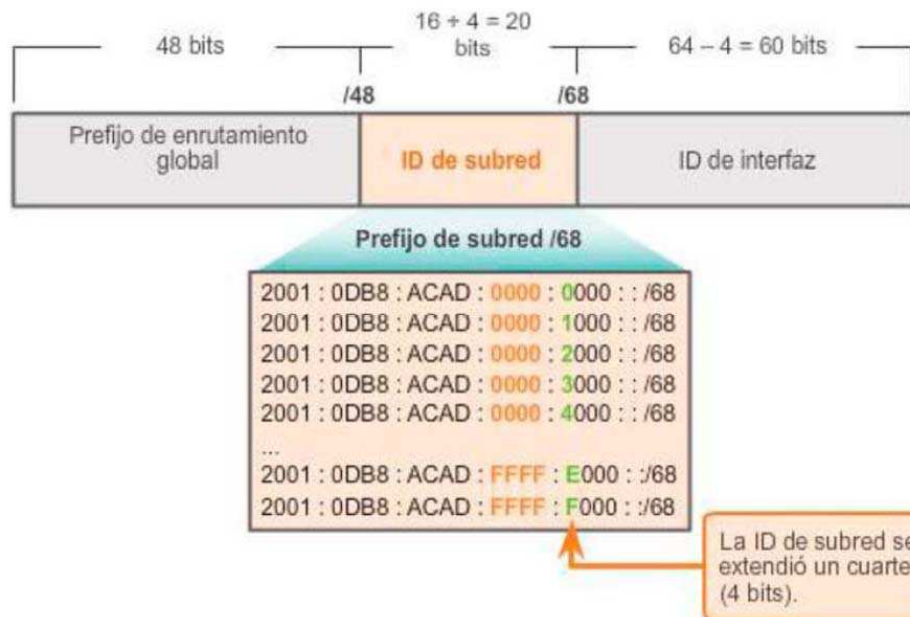 16 + 4 = 20
48 bits
bits
64 – 4 = 60 bits
/48
/68
Prefijo de enrutamiento
global
ID de subred
ID de interfaz
Prefijo de subred /68
2001 : 0DB8 : ACAD : 0000 : 0000 : : /68
2001 : 0DB8 : ACAD : 0000 : 1000 : : /68
2001 : 0DB8 : ACAD : 0000 : 2000 : : /68
2001 : 0DB8 : ACAD : 0000 : 3000 : : /68
2001 : 0DB8 : ACAD : 0000 : 4000 : : /68
...
2001 : 0DB8 : ACAD : FFFF : E000 : :/68
2001 : 0DB8 : ACAD : FFFF : F000 : :/68
La ID de subred se
extendió un cuarte
(4 bits).